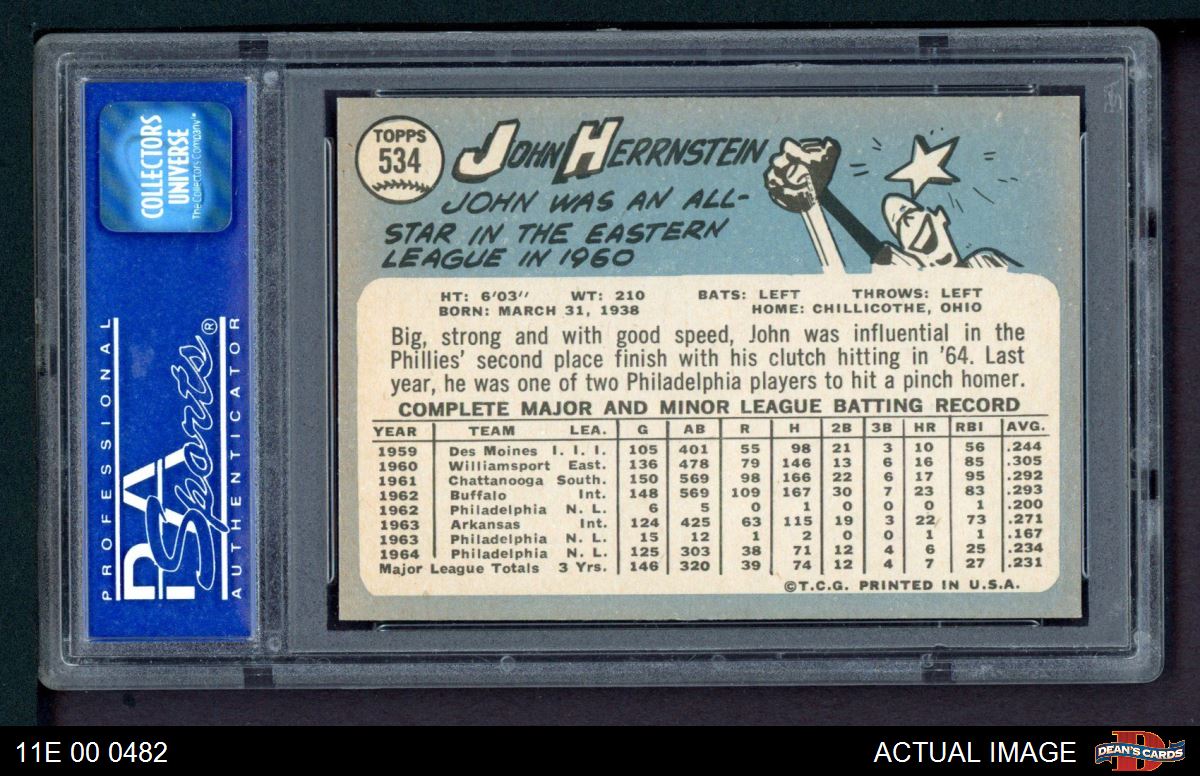 COLLECTORS
UNIVERSE
The Collectors Company™
PROFESSIONAL
PSA
Sports®
AUTHENTICATOR
TOPPS
534
JOHN HERRNSTEIN
JOHN WAS AN ALL-
STAR IN THE EASTERN
LEAGUE IN 1960
HT: 6'03" WT: 210 BATS: LEFT THROWS: LEFT
BORN: MARCH 31, 1938 HOME: CHILLICOTHE, OHIO
Big, strong and with good speed, John was influential in the
Phillies' second place finish with his clutch hitting in '64. Last
year, he was one of two Philadelphia players to hit a pinch homer.
COMPLETE MAJOR AND MINOR LEAGUE BATTING RECORD
YEAR TEAM LEA. G AB R H 2B 3B HR RBI AVG.
1959 Des Moines I. I. I. 105 401 55 98 21 3 10 56 .244
1960 Williamsport East. 136 478 79 146 13 6 16 85 .305
1961 Chattanooga South. 150 569 98 166 22 6 17 95 .292
1962 Buffalo Int. 148 569 109 167 30 7 23 83 .293
1962 Philadelphia N. L. 6 5 0 1 0 0 0 1 .200
1963 Arkansas Int. 124 425 63 115 19 3 22 73 .271
1963 Philadelphia N. L. 15 12 1 2 0 0 1 1 .167
1964 Philadelphia N. L. 125 303 38 71 12 4 6 25 .234
Major League Totals 3 Yrs. 146 320 39 74 12 4 7 27 .231
©T.C.G. PRINTED IN U.S.A.
11E 00 0482
ACTUAL IMAGE
DEAN'S CARDS